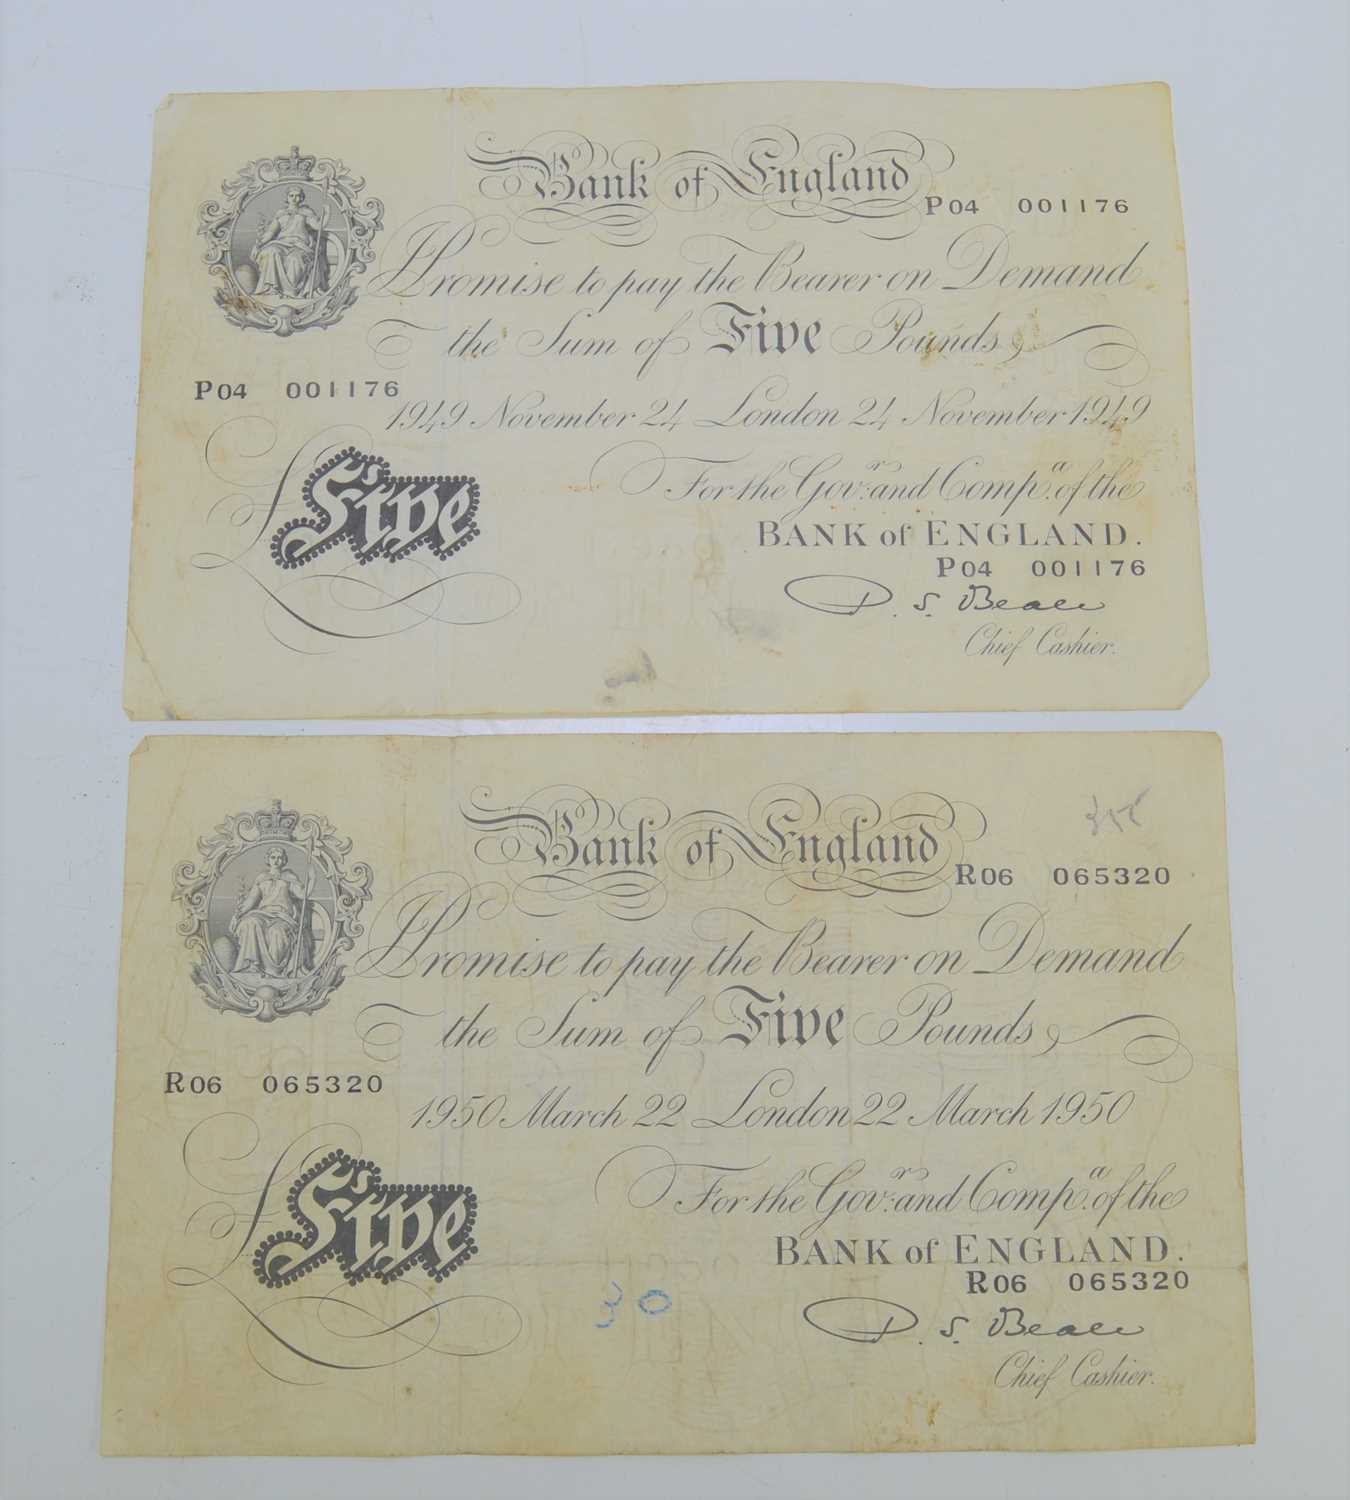 Bank of England
P04 001176
I Promise to pay the Bearer on Demand
the Sum of Five Pounds
P04 001176
1949 November 24 London 24 November 1949
For the Govr. and Compa. of the
£Five
BANK of ENGLAND.
P04 001176
P. S. Beale
Chief Cashier.
Bank of England
R06 065320
I Promise to pay the Bearer on Demand
the Sum of Five Pounds
R06 065320
1950 March 22 London 22 March 1950
For the Govr. and Compa. of the
£Five
BANK of ENGLAND.
R06 065320
30
P. S. Beale
Chief Cashier.